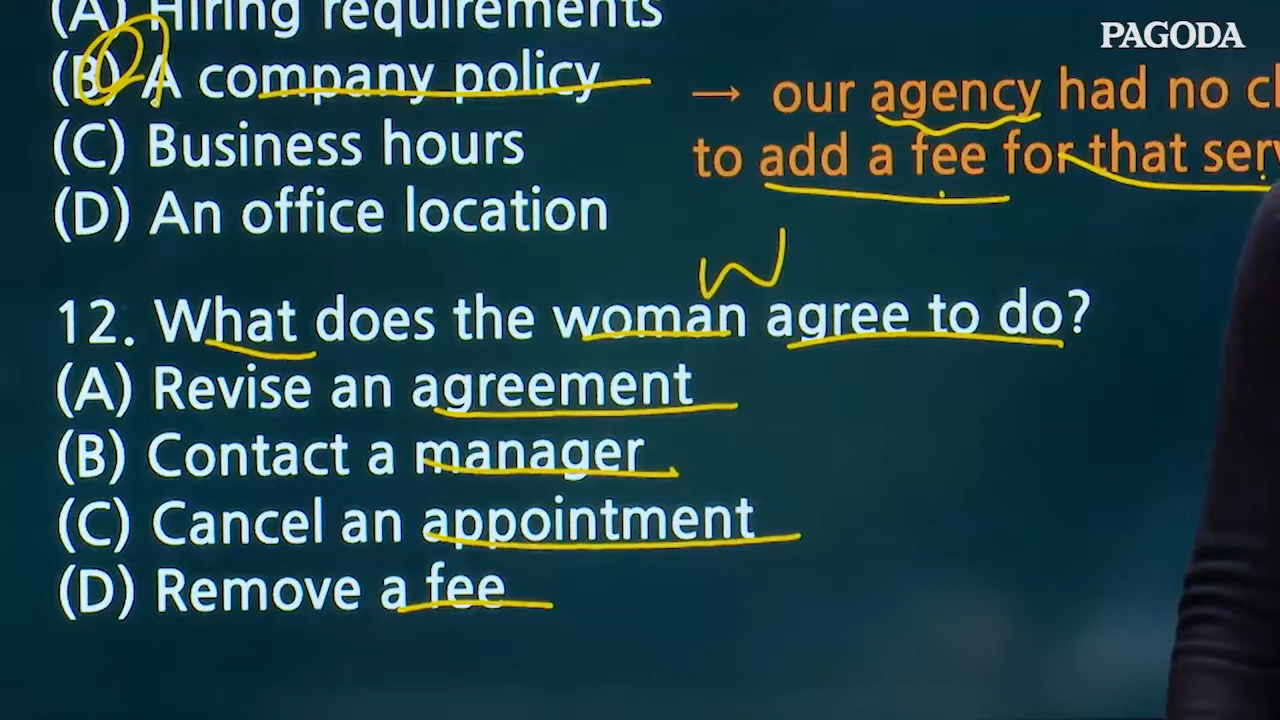 (A) Hiring requirements
PAGODA
(B) A company policy
→ our agency had no
(C) Business hours
to add a fee for that
(D) An office location
W
12. What does the woman agree to do?
(A) Revise an agreement
(B) Contact a manager
(C) Cancel an appointment
(D) Remove a fee